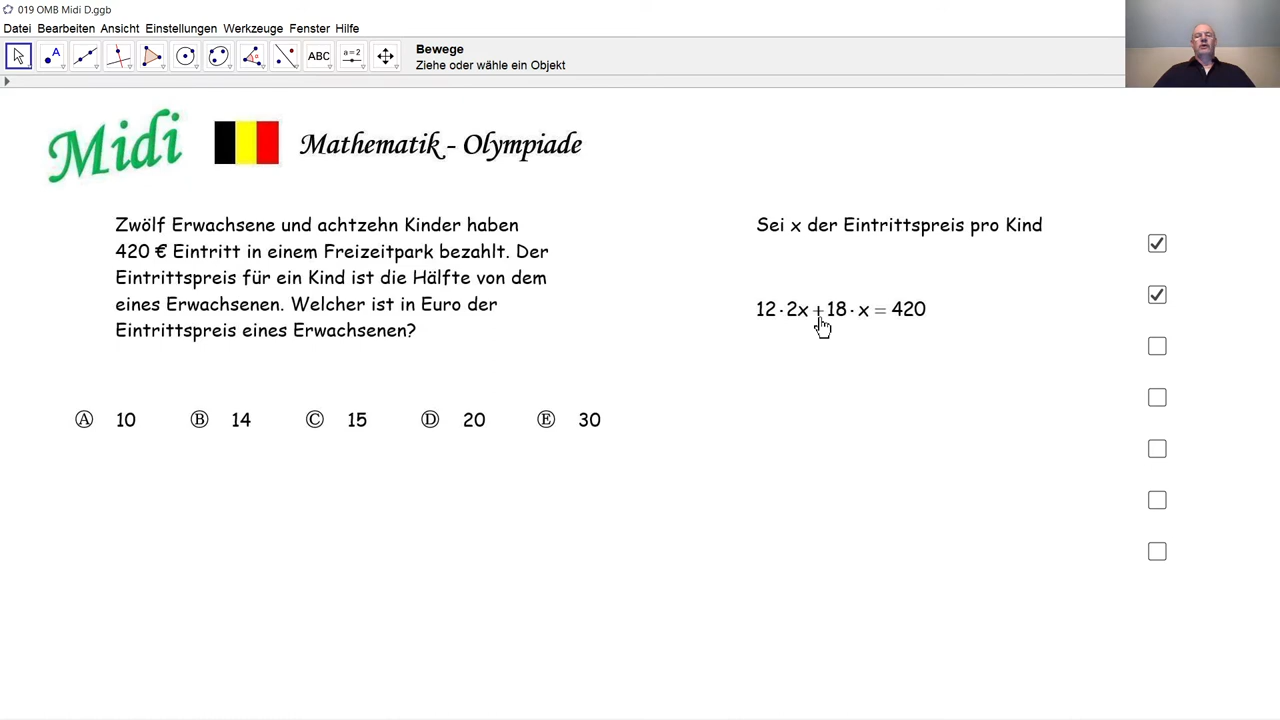 019 OMB Midi D.ggb
Datei Bearbeiten Ansicht Einstellungen Werkzeuge Fenster Hilfe
A
ABC
a=2
Bewege
Ziehe oder wähle ein Objekt
Midi
Mathematik - Olympiade
Zwölf Erwachsene und achtzehn Kinder haben
420 € Eintritt in einem Freizeitpark bezahlt. Der
Eintrittspreis für ein Kind ist die Hälfte von dem
eines Erwachsenen. Welcher ist in Euro der
Eintrittspreis eines Erwachsenen?
Ⓐ 10 Ⓑ 14 Ⓒ 15 Ⓓ 20 Ⓔ 30
Sei x der Eintrittspreis pro Kind
12 · 2x + 18 · x = 420